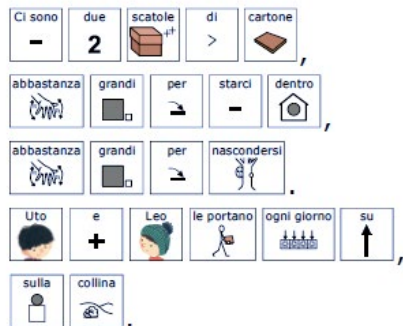 Ci sono due scatole di cartone,
abbastanza grandi per starci dentro,
abbastanza grandi per nascondersi.
Uto e Leo le portano ogni giorno su,
sulla collina.